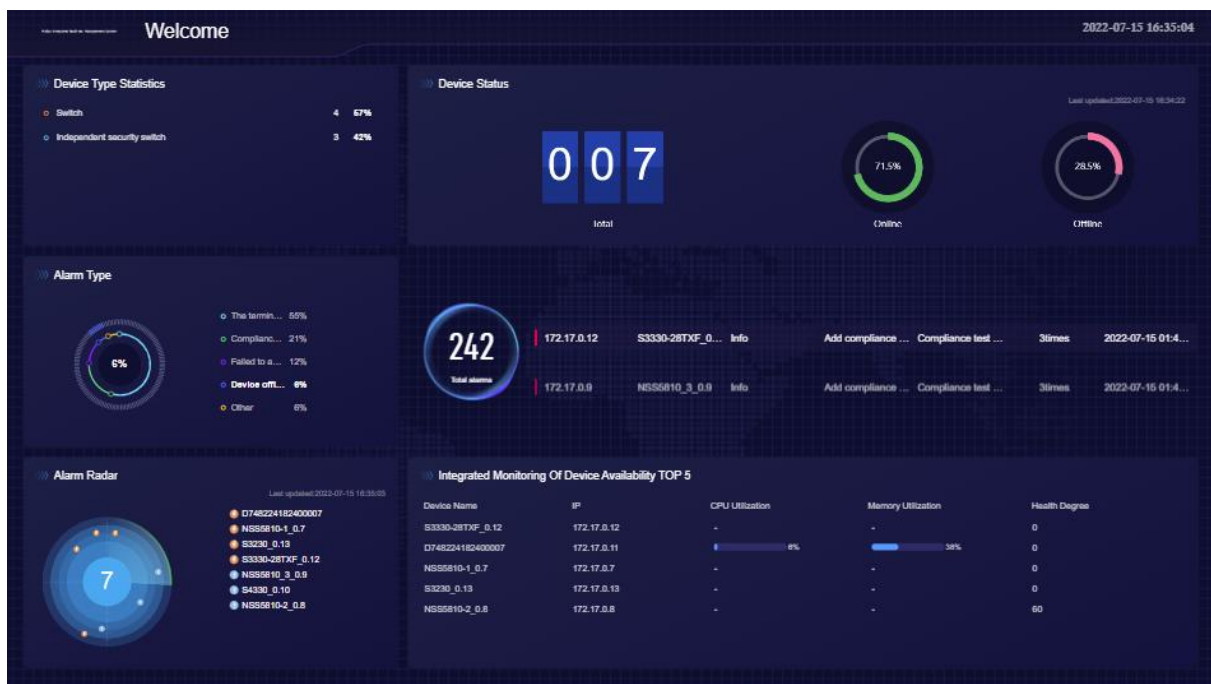 Welcome
2022-07-15 16:35:04
Device Type Statistics
Switch 4 57%
Independent security switch 3 42%
Device Status
Last updated:2022-07-15 16:34:22
0 0 7
Total
71.5%
Online
28.5%
Offline
Alarm Type
6%
The termin... 55%
Complianc... 21%
Failed to a... 12%
Device offl... 6%
Other 6%
242
Total alarms
172.17.0.12 S3330-28TXF_0... Info Add compliance ... Compliance test ... 3times 2022-07-15 01:4...
172.17.0.9 NSS5810_3_0.9 Info Add compliance ... Compliance test ... 3times 2022-07-15 01:4...
Alarm Radar
Last updated:2022-07-15 16:35:03
7
D748224182400007
NSS5810-1_0.7
S3230_0.13
S3330-28TXF_0.12
NSS5810_3_0.9
S4330_0.10
NSS5810-2_0.8
Integrated Monitoring Of Device Availability TOP 5
Device Name IP CPU Utilization Memory Utilization Health Degree
S3330-28TXF_0.12 172.17.0.12 - - 0
D748224182400007 172.17.0.11 6% 38% 0
NSS5810-1_0.7 172.17.0.7 - - 0
S3230_0.13 172.17.0.13 - - 0
NSS5810-2_0.8 172.17.0.8 - - 60